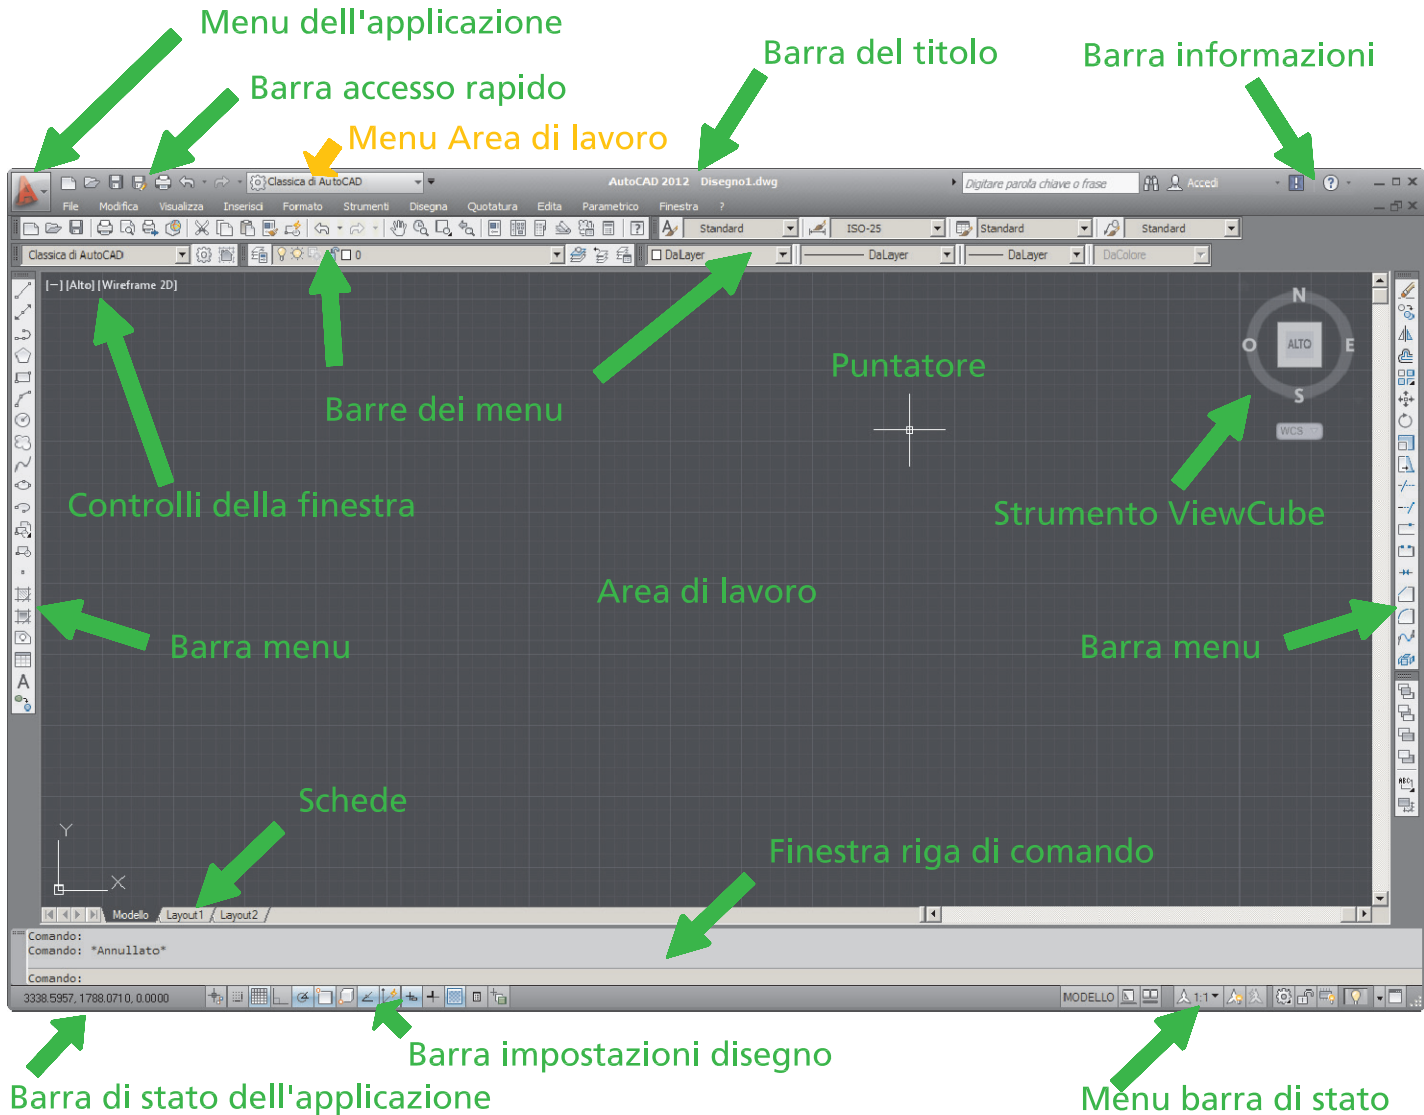 Menu dell'applicazione
Barra del titolo
Barra informazioni
Barra accesso rapido
Menu Area di lavoro
Classica di AutoCAD
AutoCAD 2012 Disegno1.dwg
Digitare parola chiave o frase
Accedi
File Modifica Visualizza Inserisci Formato Strumenti Disegna Quotatura Edita Parametrico Finestra ?
Standard ISO-25 Standard Standard
Classica di AutoCAD 0 DaLayer DaLayer DaLayer DaColore
[−] [Alto] [Wireframe 2D]
N
O ALTO E
S
WCS
Puntatore
Barre dei menu
Controlli della finestra
Strumento ViewCube
Area di lavoro
Barra menu
Barra menu
A
ABC
Schede
Y
X
Finestra riga di comando
Modello Layout1 Layout2
Comando:
Comando: *Annullato*
Comando:
3338.5957, 1788.0710, 0.0000
MODELLO 1:1
Barra impostazioni disegno
Barra di stato dell'applicazione
Menu barra di stato